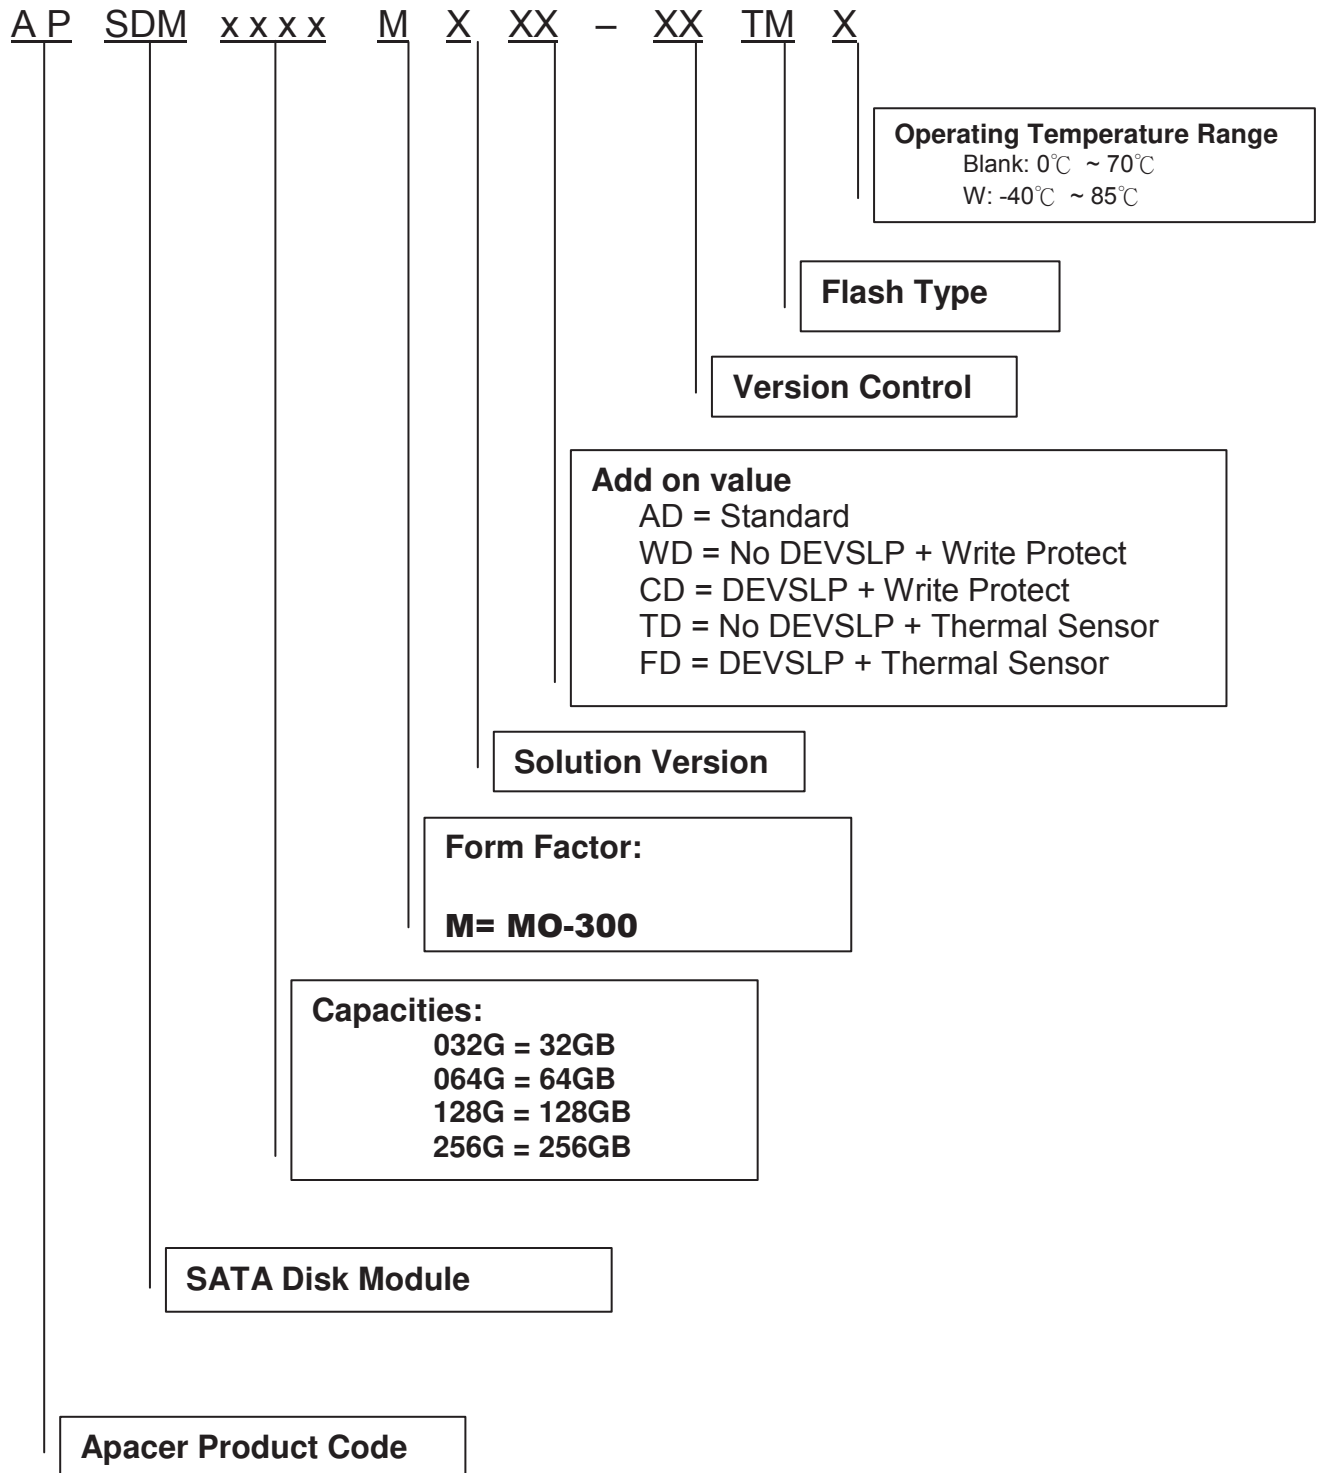 A P SDM x x x x M X XX – XX TM X
Operating Temperature Range
Blank: 0℃ ~ 70℃
W: -40℃ ~ 85℃
Flash Type
Version Control
Add on value
AD = Standard
WD = No DEVSLP + Write Protect
CD = DEVSLP + Write Protect
TD = No DEVSLP + Thermal Sensor
FD = DEVSLP + Thermal Sensor
Solution Version
Form Factor:
M= MO-300
Capacities:
032G = 32GB
064G = 64GB
128G = 128GB
256G = 256GB
SATA Disk Module
Apacer Product Code